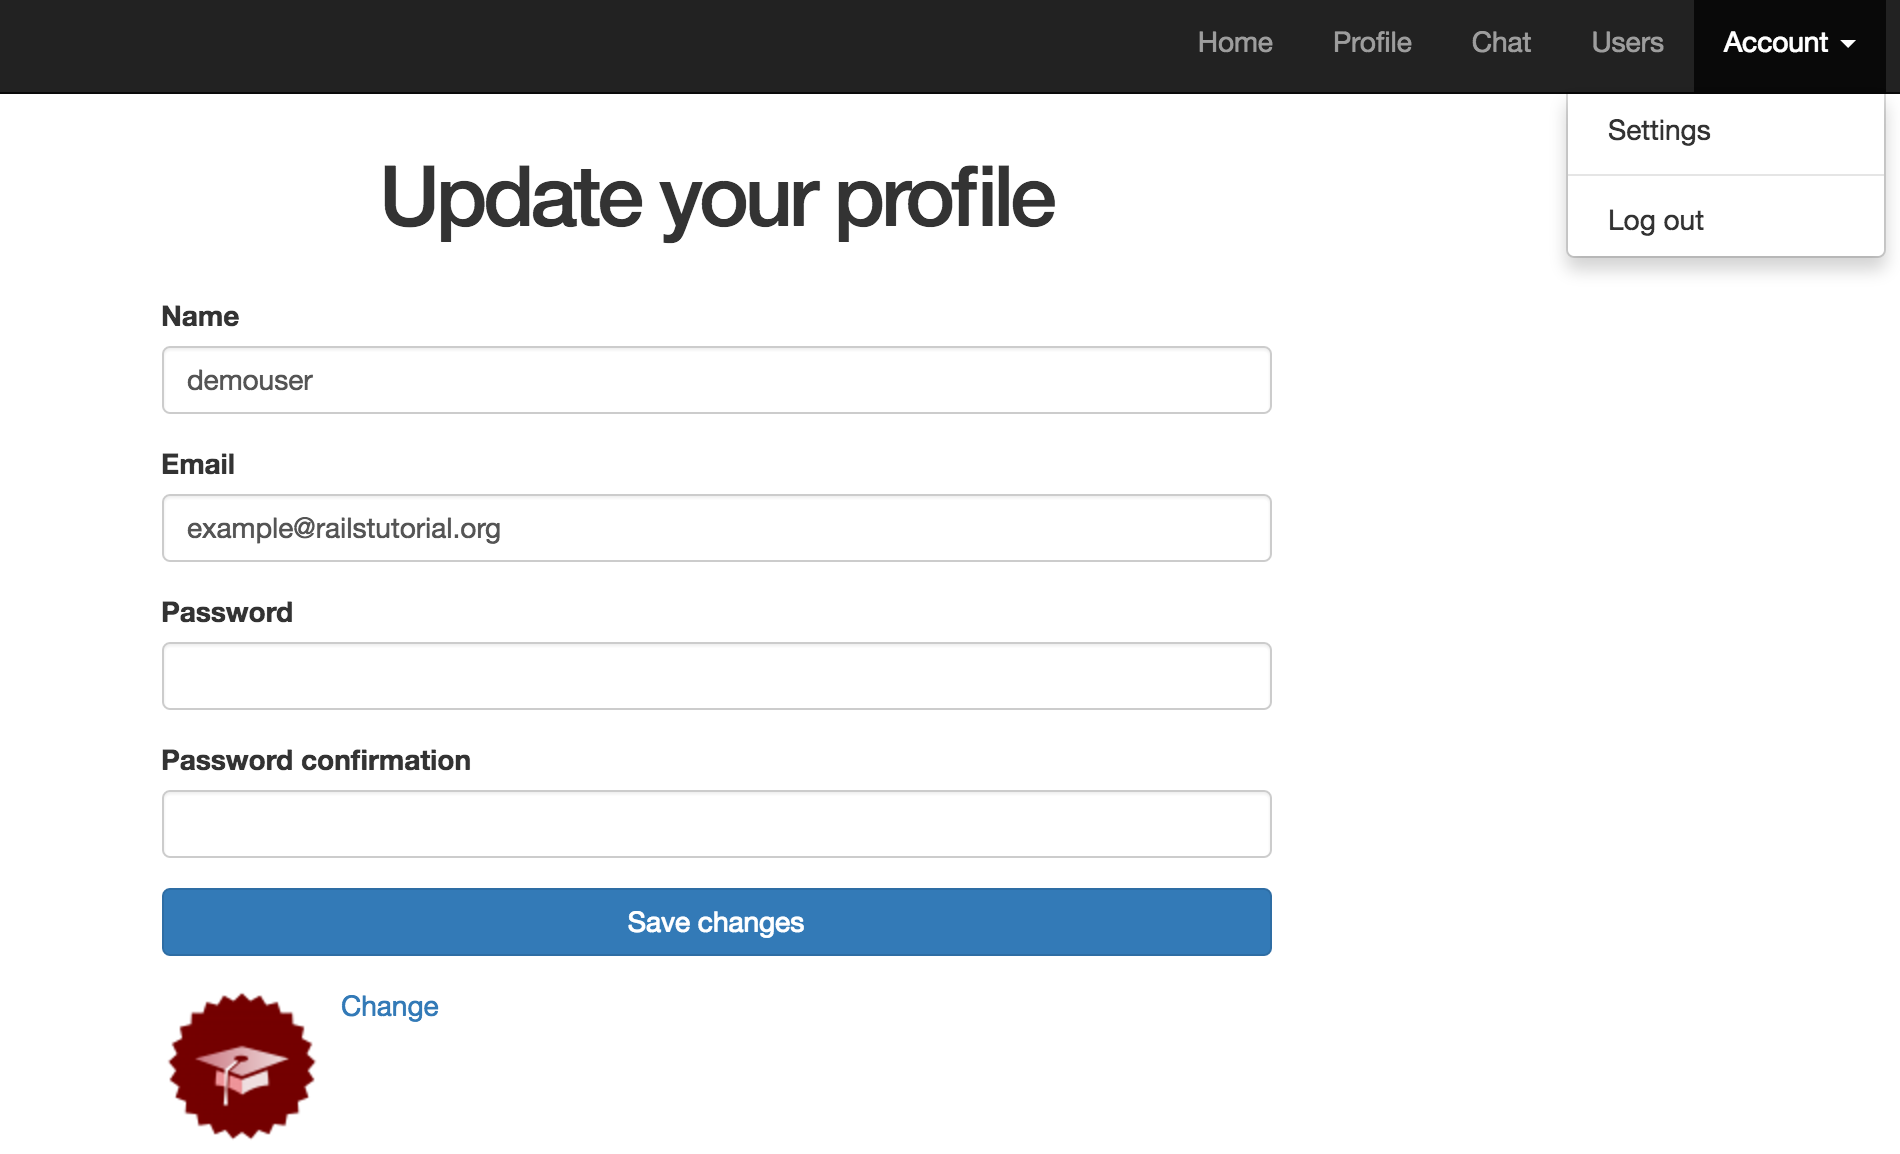 Home Profile Chat Users Account
Settings
Log out
Update your profile
Name
demouser
Email
example@railstutorial.org
Password
Password confirmation
Save changes
Change